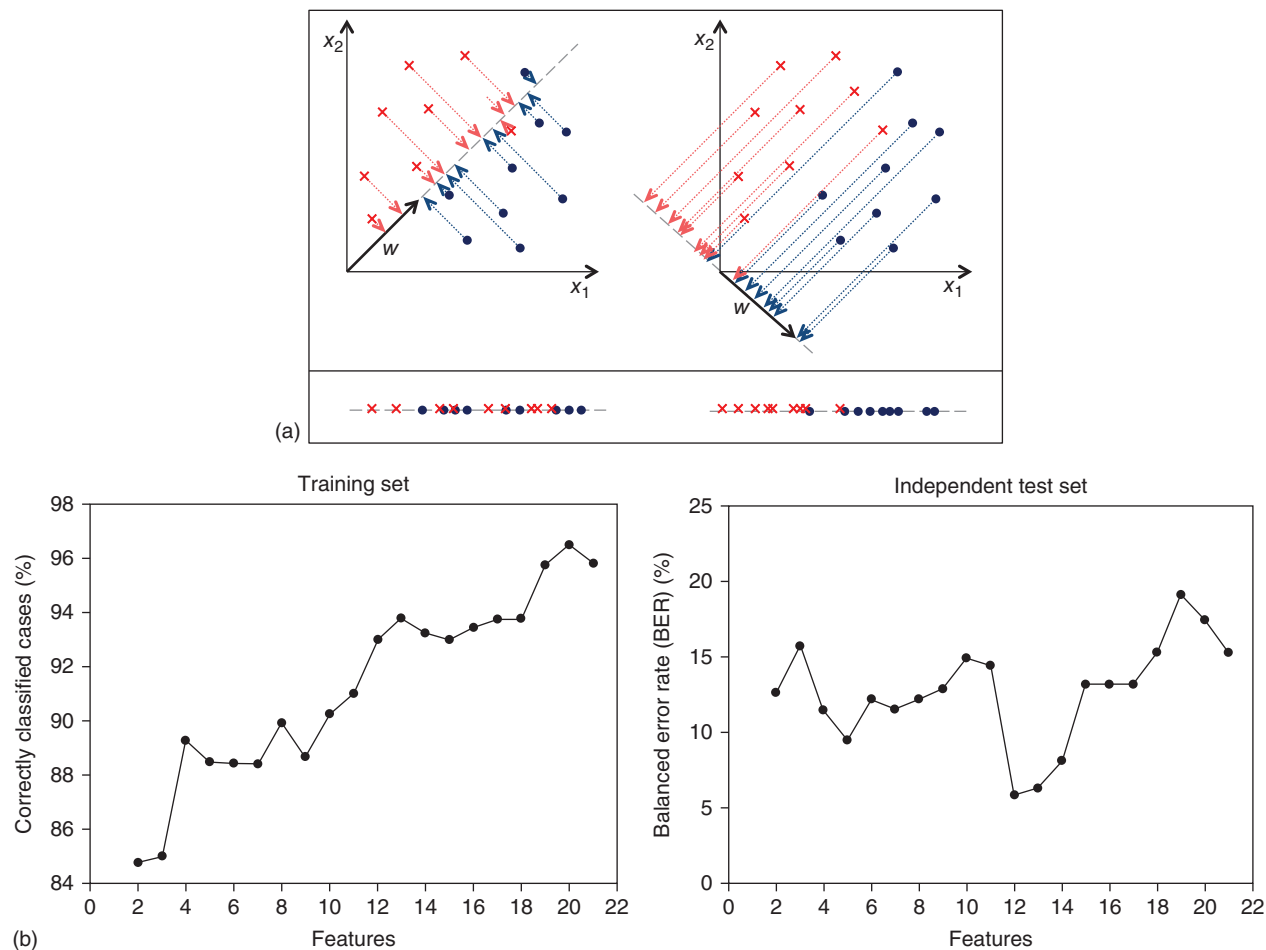 x2
w
x1
x2
w
x1
(a)
Training set
Correctly classified cases (%)
98
96
94
92
90
88
86
84
0 2 4 6 8 10 12 14 16 18 20 22
Features
(b)
Independent test set
Balanced error rate (BER) (%)
25
20
15
10
5
0
0 2 4 6 8 10 12 14 16 18 20 22
Features